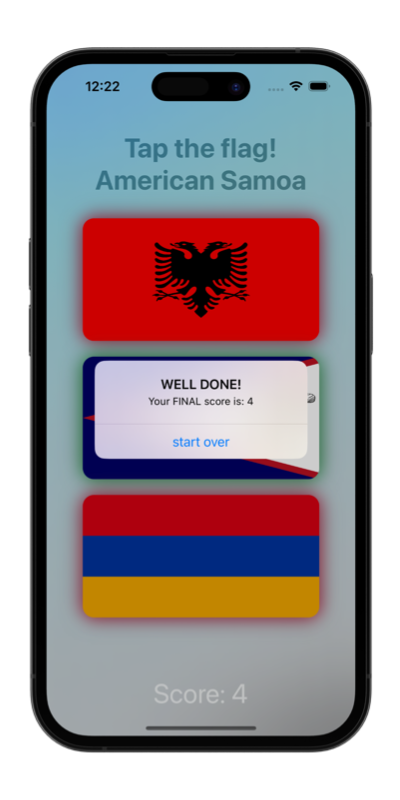 12:22
Tap the flag!
American Samoa
WELL DONE!
Your FINAL score is: 4
start over
Score: 4